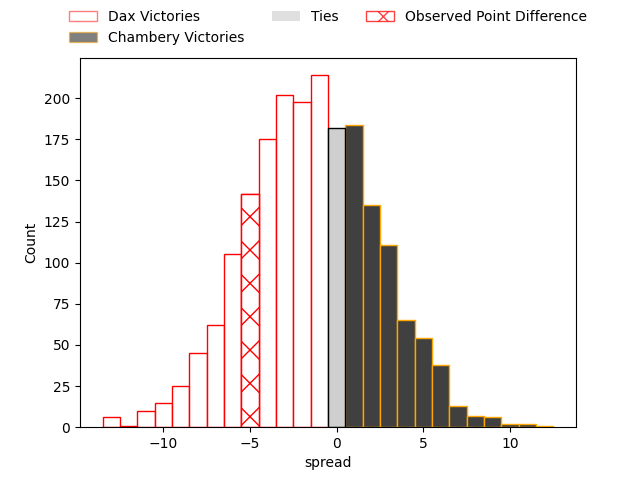 Dax Victories
Ties
Observed Point Difference
Chambery Victories
200
175
150
125
100
75
50
25
0
Count
−10
−5
0
5
10
spread